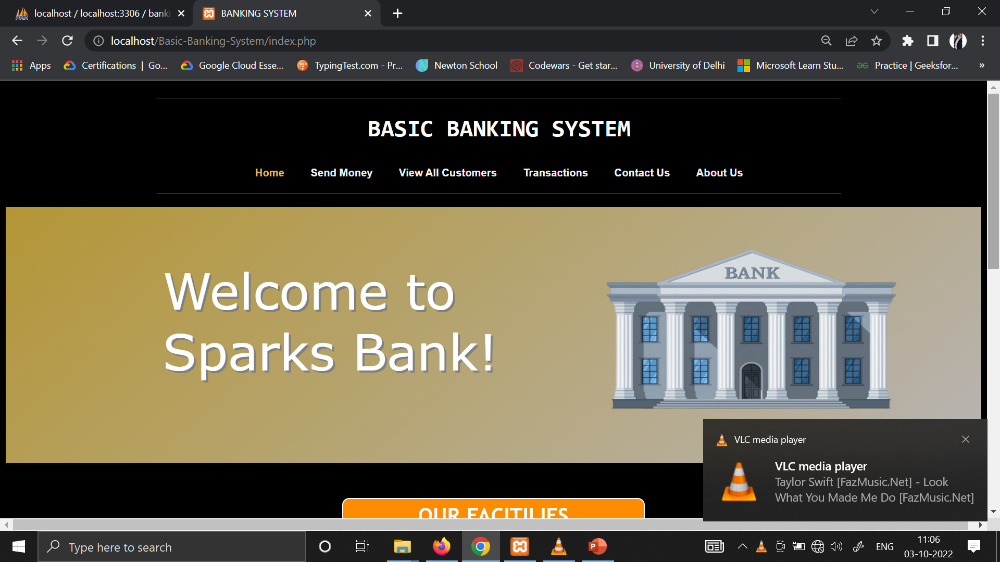 localhost / localhost:3306 / banki
BANKING SYSTEM
localhost/Basic-Banking-System/index.php
Apps
Certifications | Go...
Google Cloud Esse...
TypingTest.com - Pr...
Newton School
Codewars - Get star...
University of Delhi
Microsoft Learn Stu...
Practice | Geeksfor...
»
BASIC BANKING SYSTEM
Home Send Money View All Customers Transactions Contact Us About Us
Welcome to
Sparks Bank!
BANK
OUR FACITILIES
VLC media player
VLC media player
Taylor Swift [FazMusic.Net] - Look
What You Made Me Do [FazMusic.Net]
Type here to search
ENG
11:06
03-10-2022